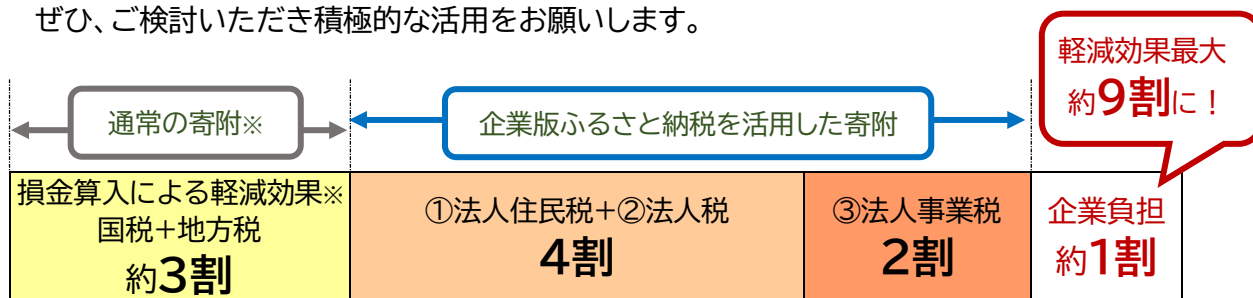 ぜひ、ご検討いただき積極的な活用をお願いします。
軽減効果最大
約9割に！
通常の寄附※
企業版ふるさと納税を活用した寄附
損金算入による軽減効果※
国税+地方税
約3割
①法人住民税+②法人税
4割
③法人事業税
2割
企業負担
約1割